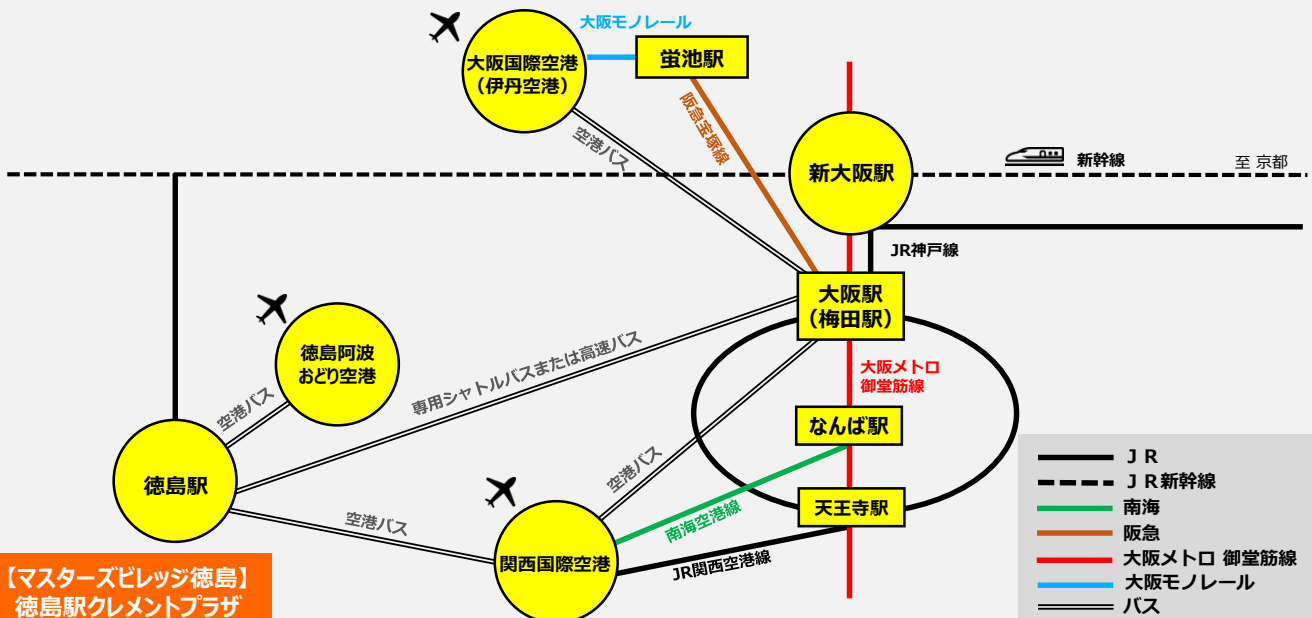 大阪モノレール
大阪国際空港
（伊丹空港）
蛍池駅
阪急宝塚線
空港バス
新大阪駅
新幹線
至 京都
JR神戸線
大阪駅
（梅田駅）
徳島阿波
おどり空港
専用シャトルバスまたは高速バス
大阪メトロ
御堂筋線
空港バス
なんば駅
徳島駅
空港バス
天王寺駅
空港バス
南海空港線
関西国際空港
JR関西空港線
【マスターズビレッジ徳島】
徳島駅クレメントプラザ
ＪＲ
ＪＲ新幹線
南海
阪急
大阪メトロ 御堂筋線
大阪モノレール
バス